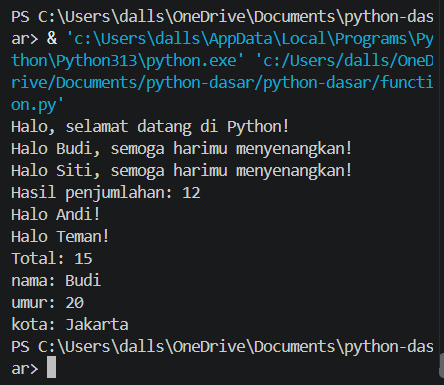 PS C:\Users\dalls\OneDrive\Documents\python-das
ar> & 'c:\Users\dalls\AppData\Local\Programs\Py
thon\Python313\python.exe' 'c:/Users/dalls/OneD
rive/Documents/python-dasar/python-dasar/functi
on.py'
Halo, selamat datang di Python!
Halo Budi, semoga harimu menyenangkan!
Halo Siti, semoga harimu menyenangkan!
Hasil penjumlahan: 12
Halo Andi!
Halo Teman!
Total: 15
nama: Budi
umur: 20
kota: Jakarta
PS C:\Users\dalls\OneDrive\Documents\python-das
ar>